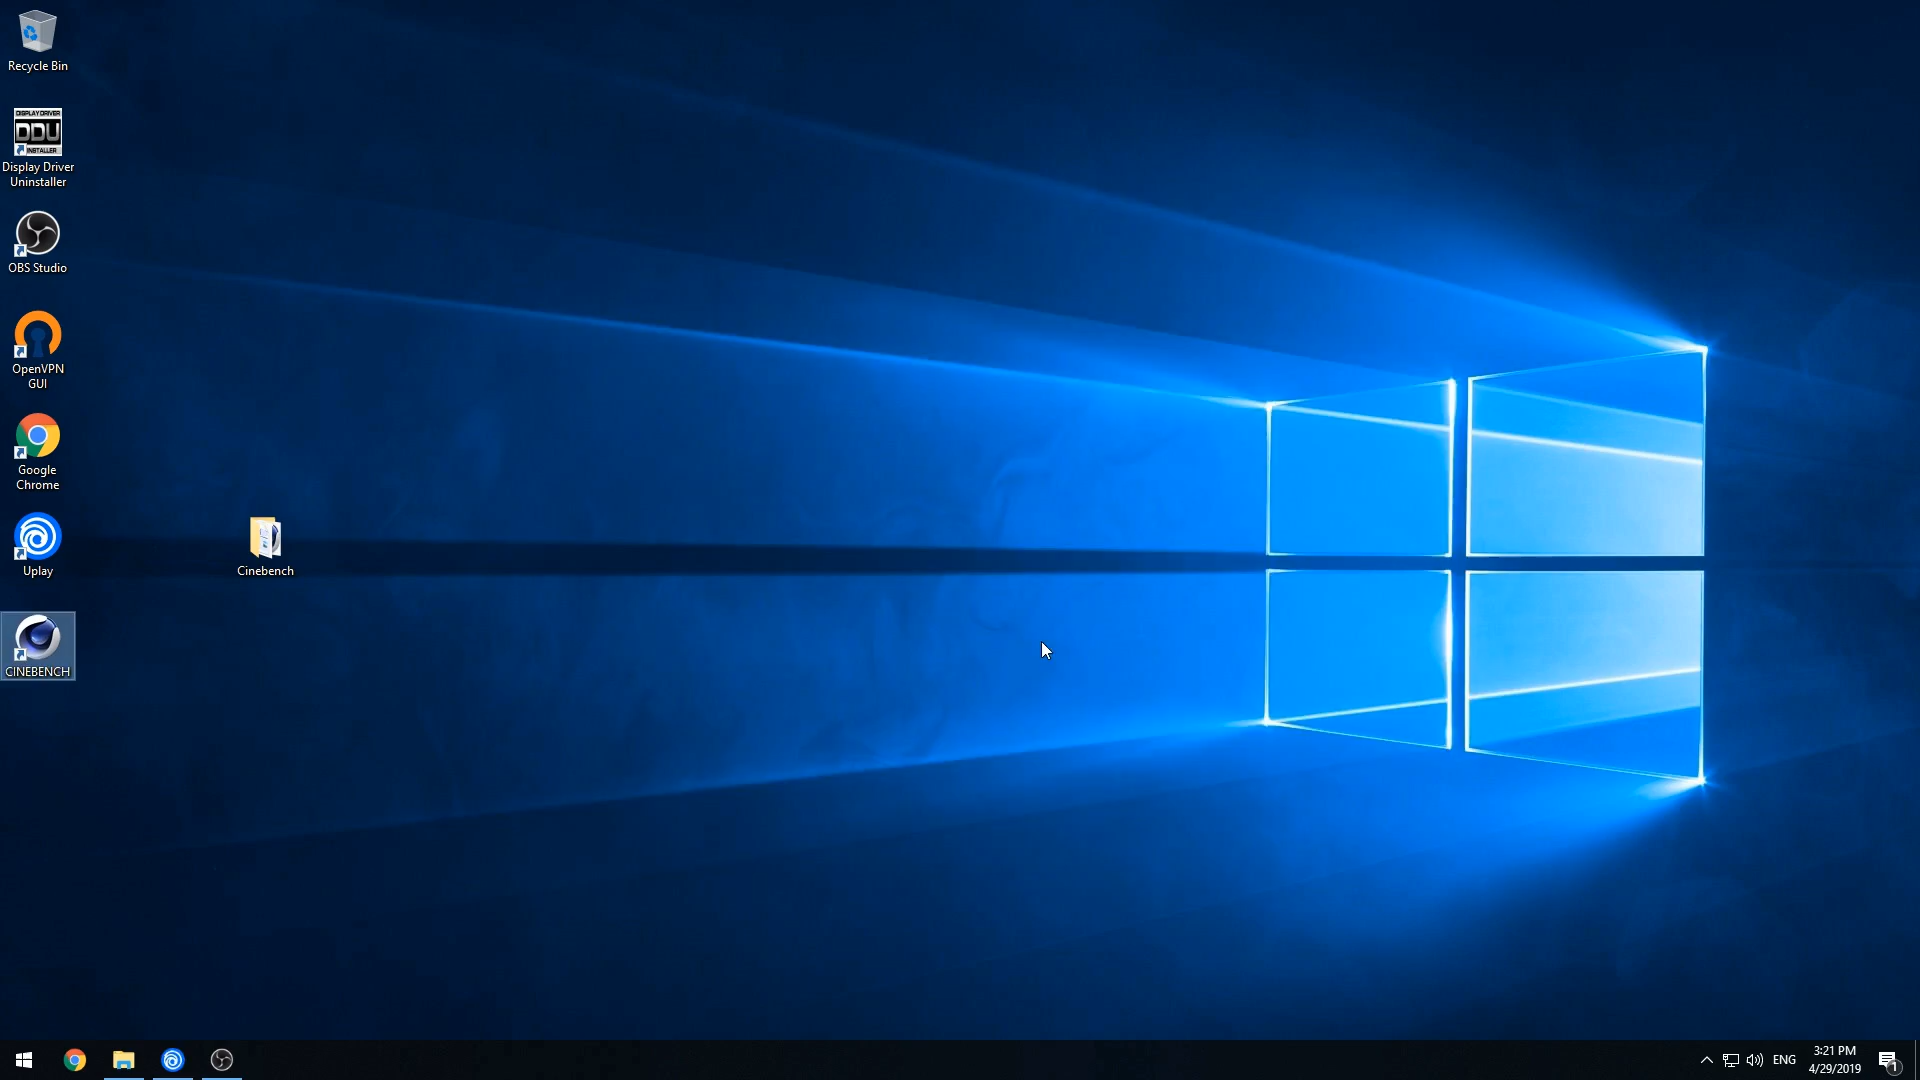 Recycle Bin
DISPLAY DRIVER
DDU
Display Driver
Uninstaller
OBS Studio
OpenVPN
GUI
Google
Chrome
Uplay
Cinebench
CINEBENCH
ENG
3:21 PM
4/29/2019
1